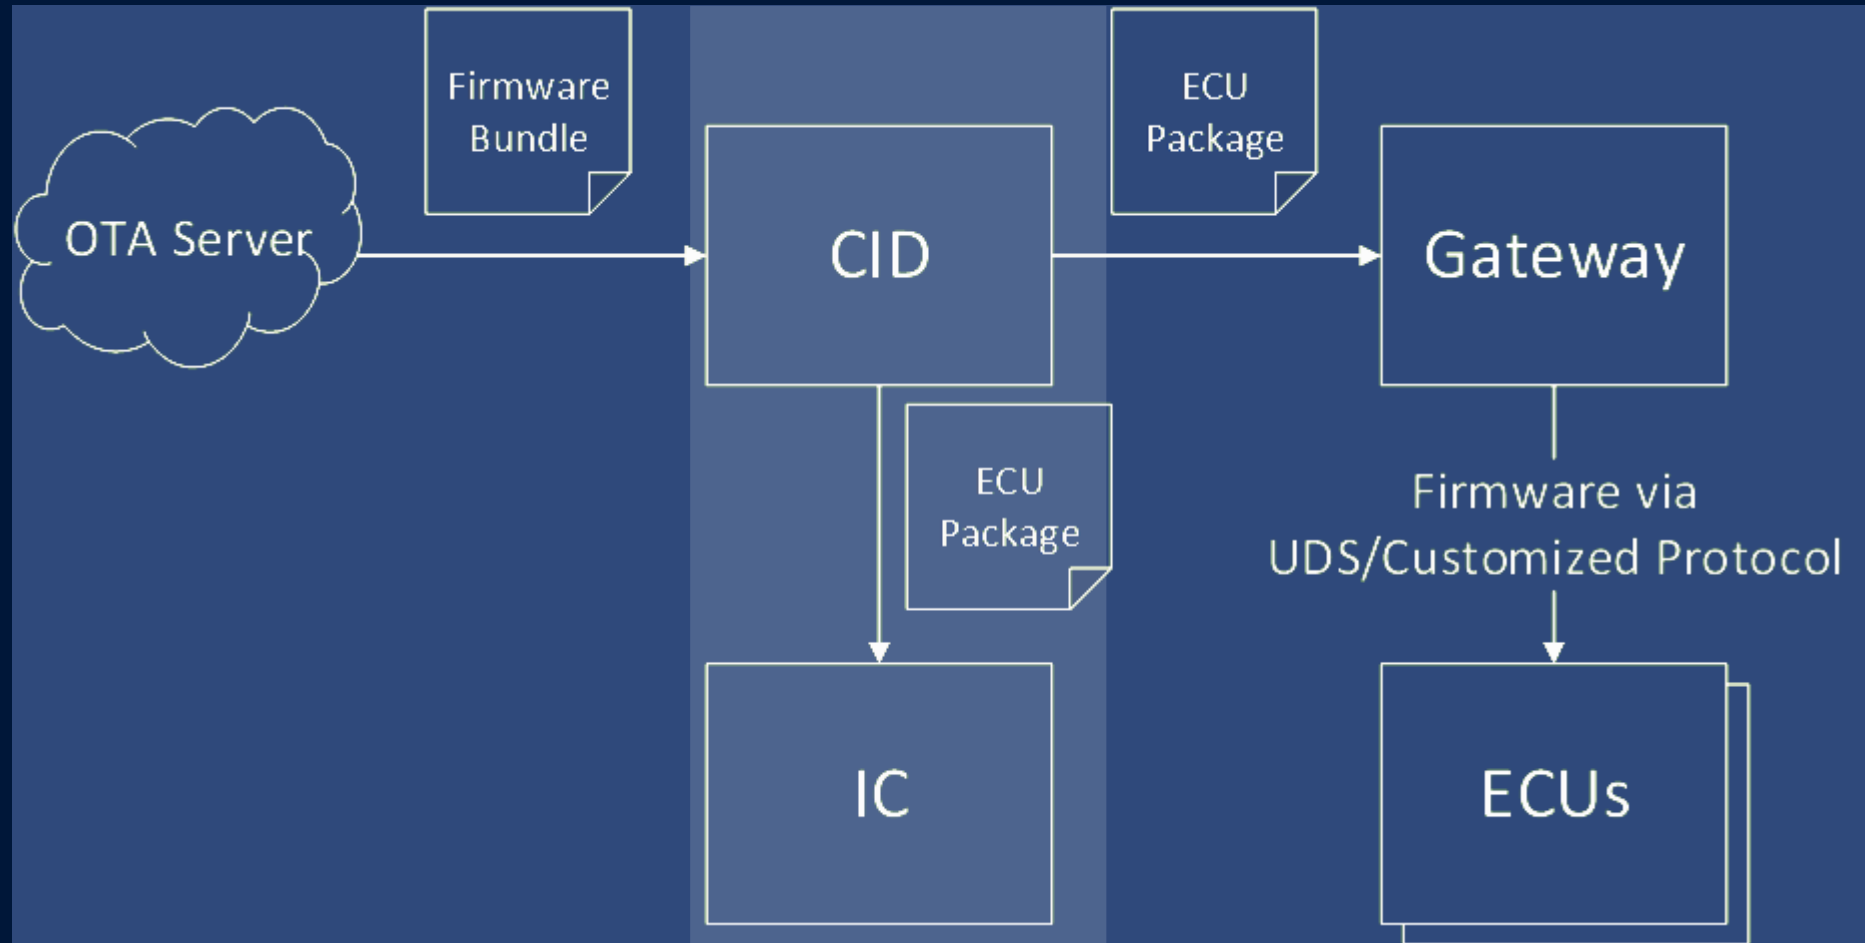 Firmware
Bundle
ECU
Package
OTA Server
CID
Gateway
ECU
Package
Firmware via
UDS/Customized Protocol
IC
ECUs